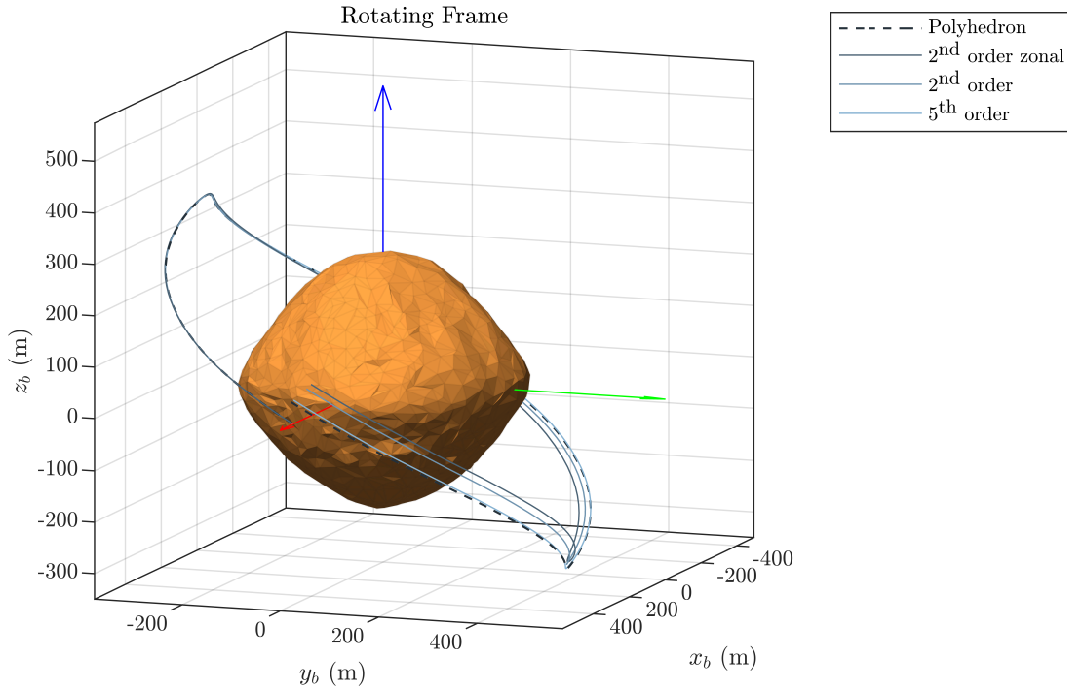 Rotating Frame
Polyhedron
2nd order zonal
2nd order
5th order
500
400
300
200
100
0
-100
-200
-300
z_b (m)
-200
0
200
400
y_b (m)
400
200
0
-200
-400
x_b (m)